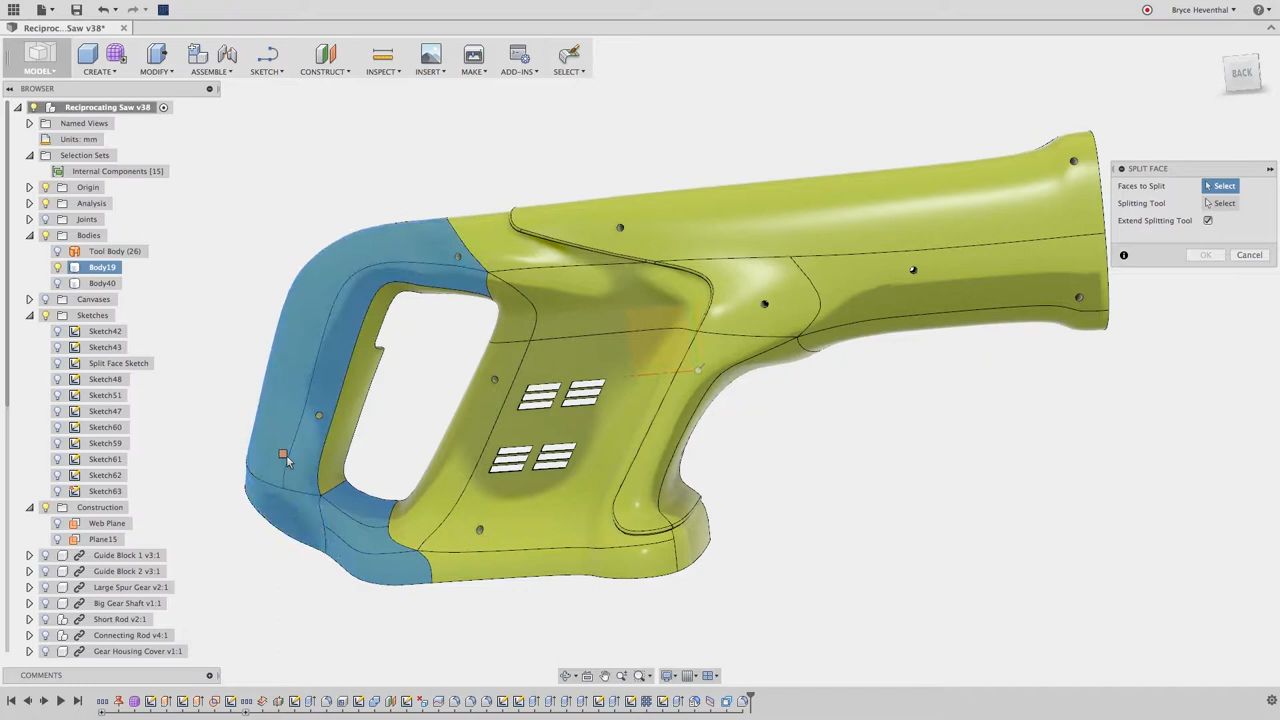 Bryce Heventhal
Reciproc...Saw v38*
MODEL
CREATE
MODIFY
ASSEMBLE
SKETCH
CONSTRUCT
INSPECT
INSERT
MAKE
ADD-INS
SELECT
BACK
BROWSER
Reciprocating Saw v38
Named Views
Units: mm
Selection Sets
Internal Components [15]
Origin
Analysis
Joints
Bodies
Tool Body (26)
Body19
Body40
Canvases
Sketches
Sketch42
Sketch43
Split Face Sketch
Sketch48
Sketch51
Sketch47
Sketch60
Sketch59
Sketch61
Sketch62
Sketch63
Construction
Web Plane
Plane15
Guide Block 1 v3:1
Guide Block 2 v3:1
Large Spur Gear v2:1
Big Gear Shaft v1:1
Short Rod v2:1
Connecting Rod v4:1
Gear Housing Cover v1:1
SPLIT FACE
Faces to Split Select
Splitting Tool Select
Extend Splitting Tool
OK Cancel
COMMENTS